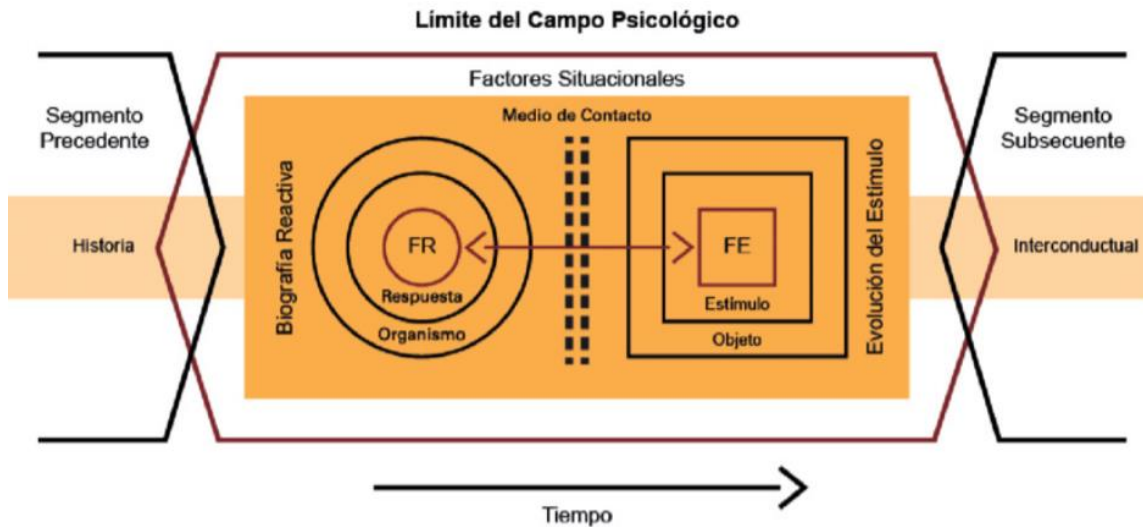 Límite del Campo Psicológico
Factores Situacionales
Segmento
Precedente
Medio de Contacto
Segmento
Subsecuente
Biografía Reactiva
Historia
FR
Respuesta
Organismo
FE
Estímulo
Objeto
Evolución del Estímulo
Interconductual
Tiempo